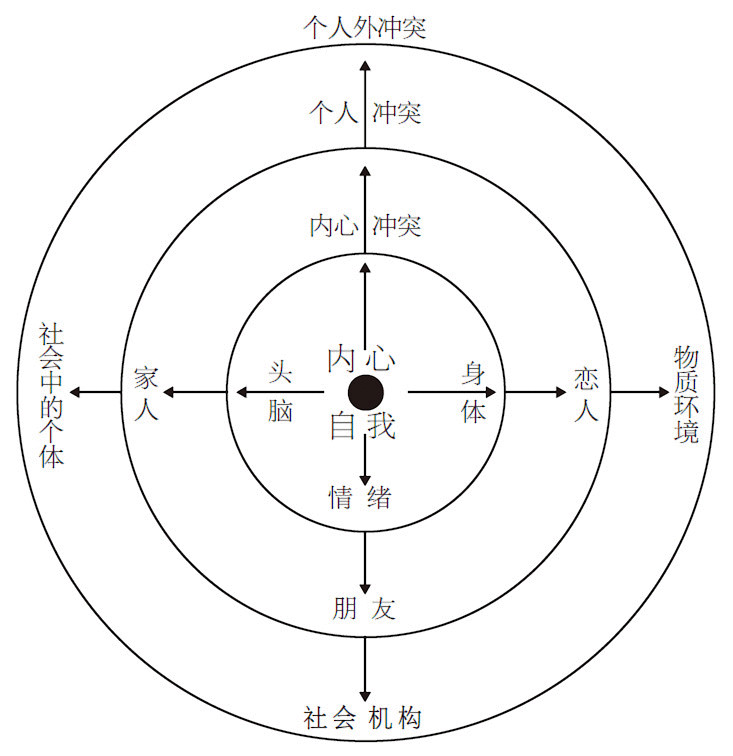 个人外冲突
个人 冲突
内心 冲突
内心
自我
头脑
身体
情绪
家人
恋人
朋友
社会中的个体
物质环境
社会 机构